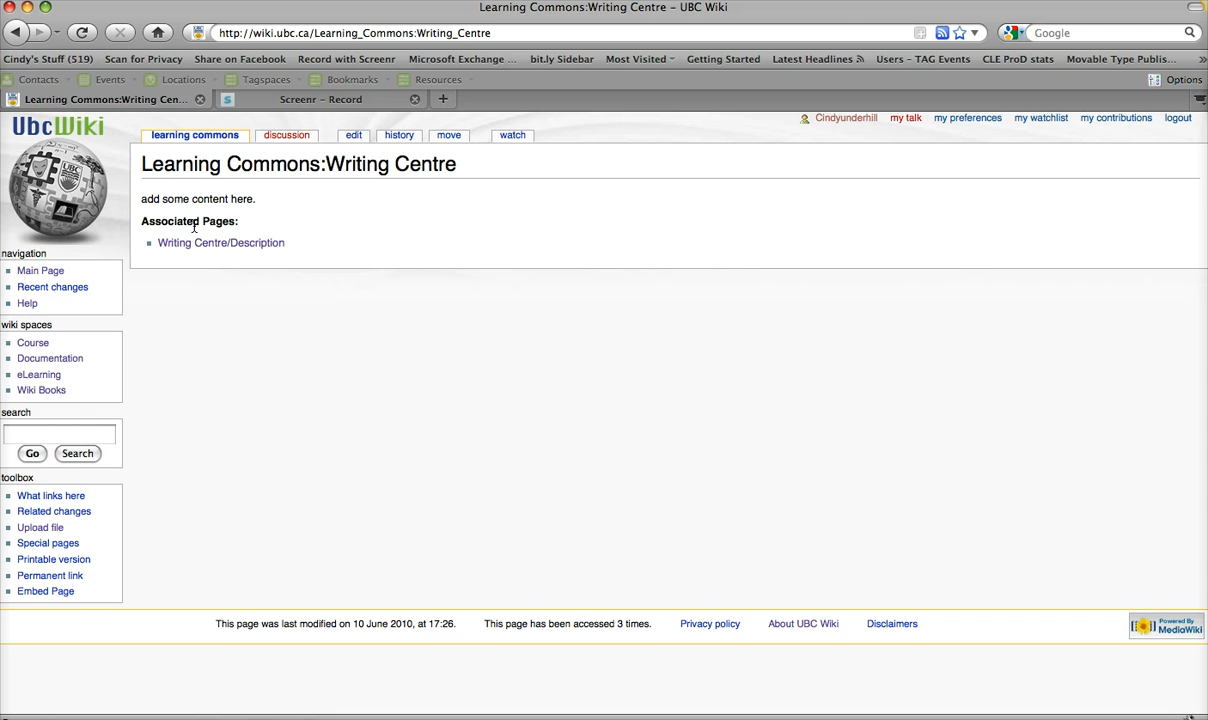 Learning Commons:Writing Centre – UBC Wiki
http://wiki.ubc.ca/Learning_Commons:Writing_Centre
Google
Cindy's Stuff (519) Scan for Privacy Share on Facebook Record with Screenr Microsoft Exchange ... bit.ly Sidebar Most Visited Getting Started Latest Headlines Users – TAG Events CLE ProD stats Movable Type Publis... »
Contacts Events Locations Tagspaces Bookmarks Resources Options
Learning Commons:Writing Cen... S Screenr – Record +
UbcWiki
UBC
Cindyunderhill my talk my preferences my watchlist my contributions logout
learning commons discussion edit history move watch
Learning Commons:Writing Centre
add some content here.
Associated Pages:
Writing Centre/Description
navigation
Main Page
Recent changes
Help
wiki spaces
Course
Documentation
eLearning
Wiki Books
search
Go Search
toolbox
What links here
Related changes
Upload file
Special pages
Printable version
Permanent link
Embed Page
This page was last modified on 10 June 2010, at 17:26. This page has been accessed 3 times. Privacy policy About UBC Wiki Disclaimers
Powered By
MediaWiki